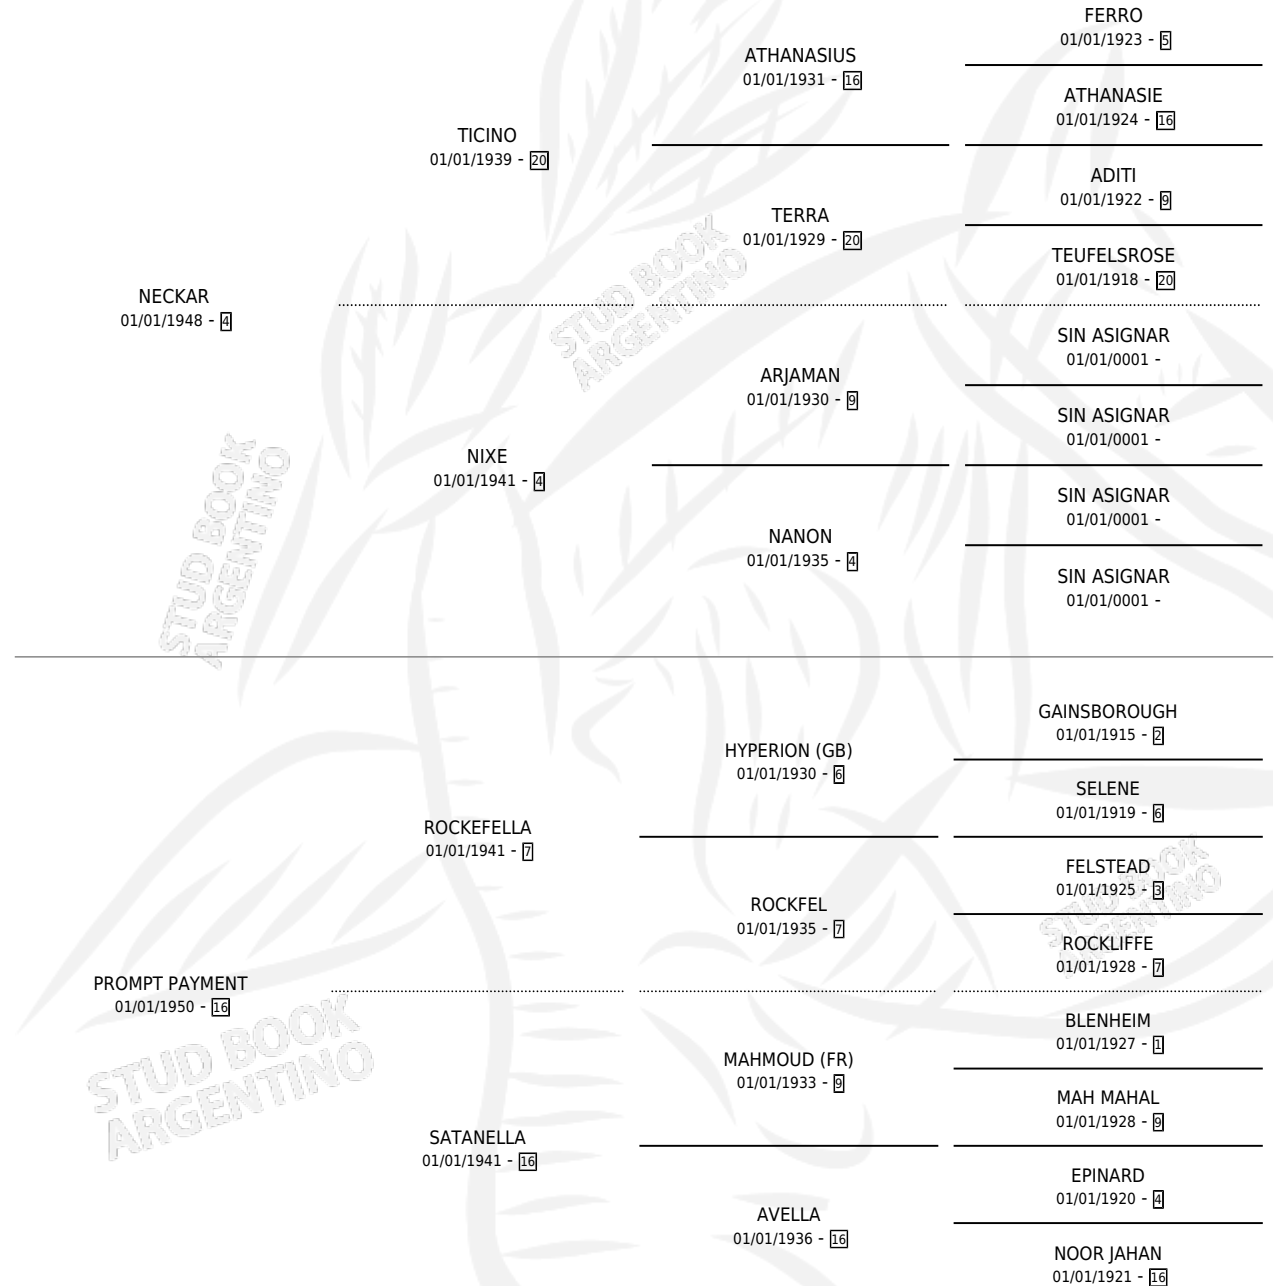 FERRO
01/01/1923 - 5
ATHANASIUS
01/01/1931 - 16
ATHANASIE
01/01/1924 - 16
TICINO
01/01/1939 - 20
ADITI
01/01/1922 - 9
TERRA
01/01/1929 - 20
TEUFELSROSE
01/01/1918 - 20
NECKAR
01/01/1948 - 4
SIN ASIGNAR
01/01/0001 -
ARJAMAN
01/01/1930 - 9
SIN ASIGNAR
01/01/0001 -
NIXE
01/01/1941 - 4
SIN ASIGNAR
01/01/0001 -
NANON
01/01/1935 - 4
SIN ASIGNAR
01/01/0001 -
STUD BOOK
ARGENTINO
STUD BOOK
ARGENTINO
GAINSBOROUGH
01/01/1915 - 2
HYPERION (GB)
01/01/1930 - 6
SELENE
01/01/1919 - 6
ROCKEFELLA
01/01/1941 - 7
FELSTEAD
01/01/1925 - 3
ROCKFEL
01/01/1935 - 7
ROCKLIFFE
01/01/1928 - 7
PROMPT PAYMENT
01/01/1950 - 16
BLENHEIM
01/01/1927 - 1
MAHMOUD (FR)
01/01/1933 - 9
MAH MAHAL
01/01/1928 - 9
SATANELLA
01/01/1941 - 16
EPINARD
01/01/1920 - 4
AVELLA
01/01/1936 - 16
NOOR JAHAN
01/01/1921 - 16
STUD BOOK
ARGENTINO
STUD BOOK
ARGENTINO